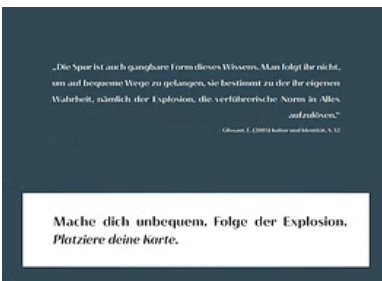 „Die Spur ist auch gangbare Form dieses Wissens. Man folgt ihr nicht,
um auf bequeme Wege zu gelangen, sie bestimmt zu der ihr eigenen
Wahrheit, nämlich der Explosion, die verführerische Norm in Alles
aufzulösen.“
- Glissant, É. (2005) Kultur und Identität, S. 52
Mache dich unbequem. Folge der Explosion.
Platziere deine Karte.